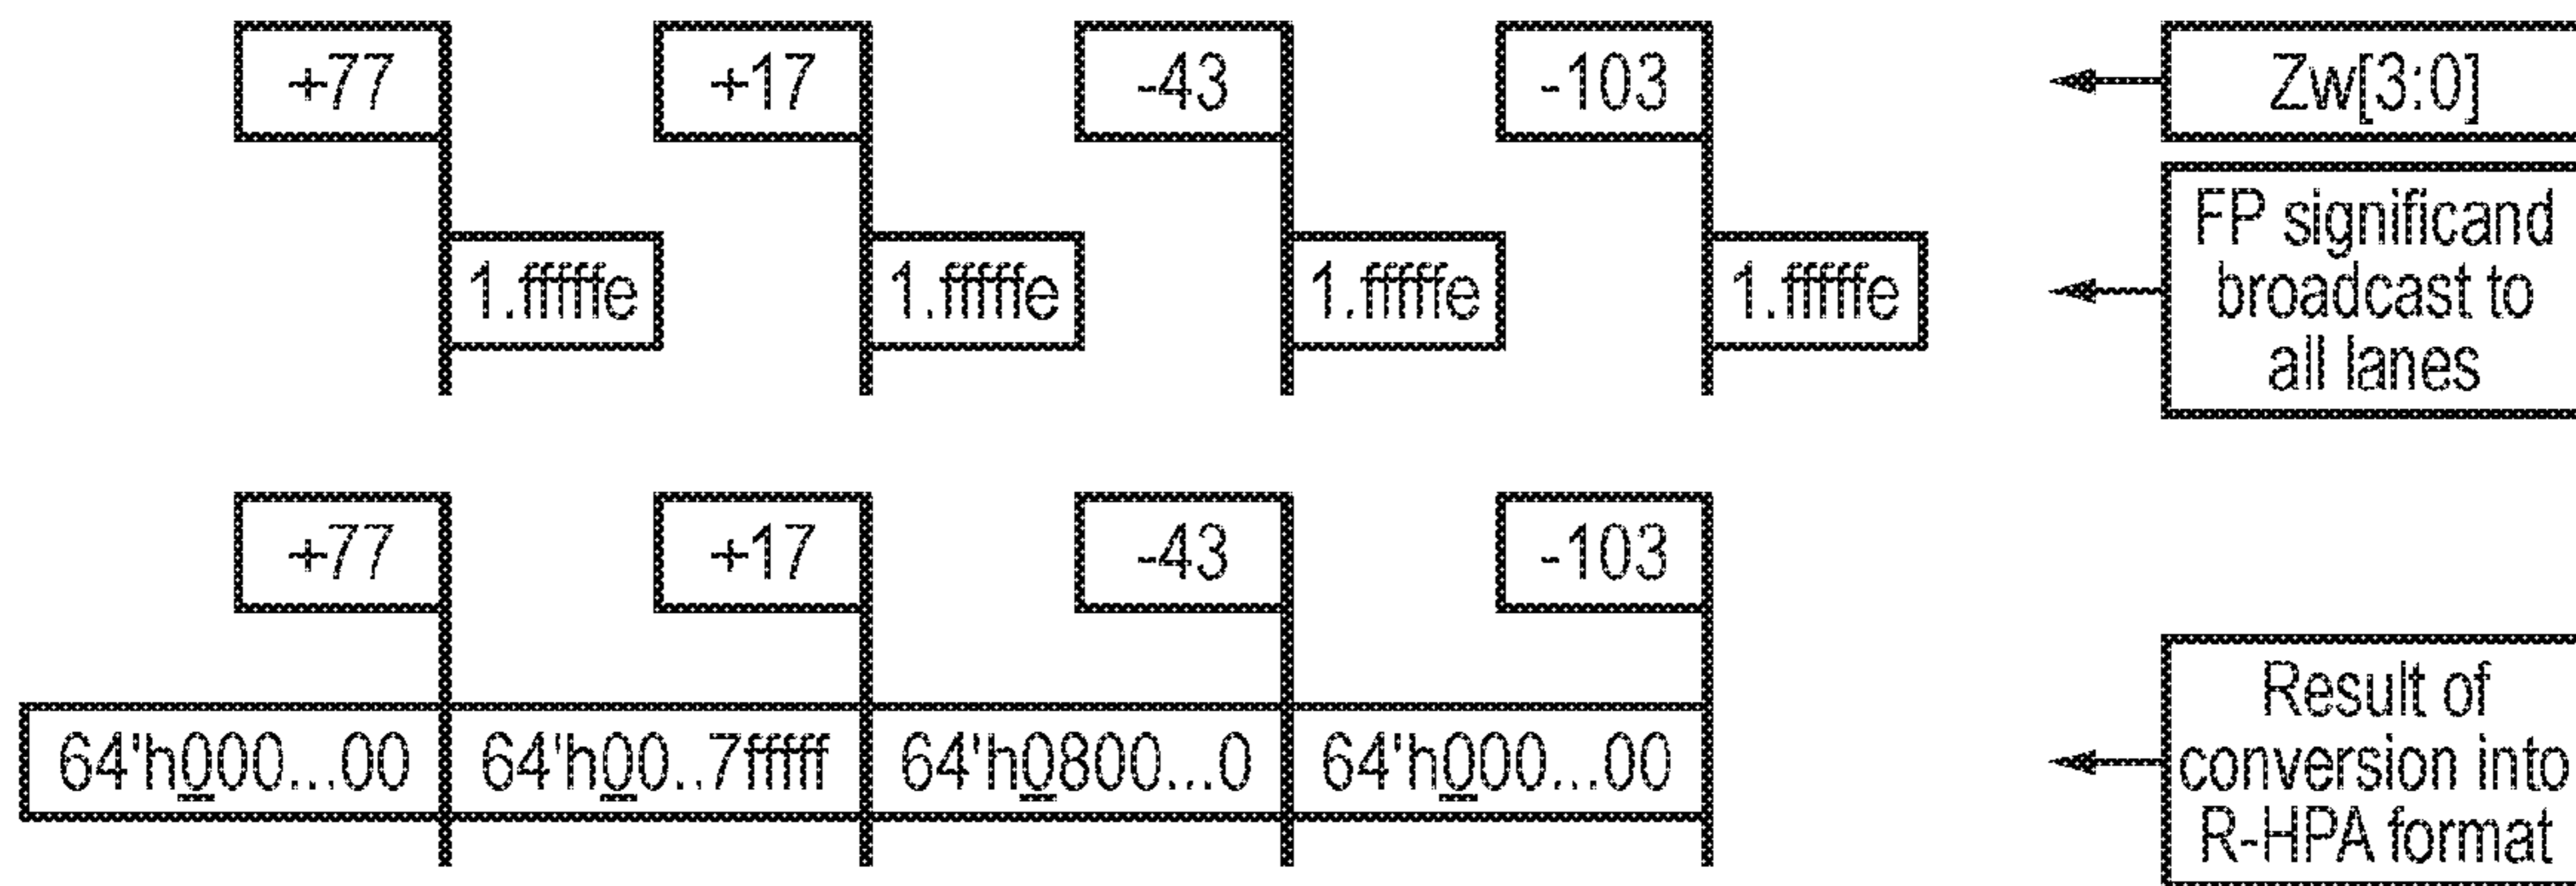 +77 +17 -43 -103 Zw[3:0]
1.fffffe 1.fffffe 1.fffffe 1.fffffe
FP significand
broadcast to
all lanes
+77 +17 -43 -103
64'h000...00 64'h00..7fffff 64'h0800...0 64'h000...00
Result of
conversion into
R-HPA format